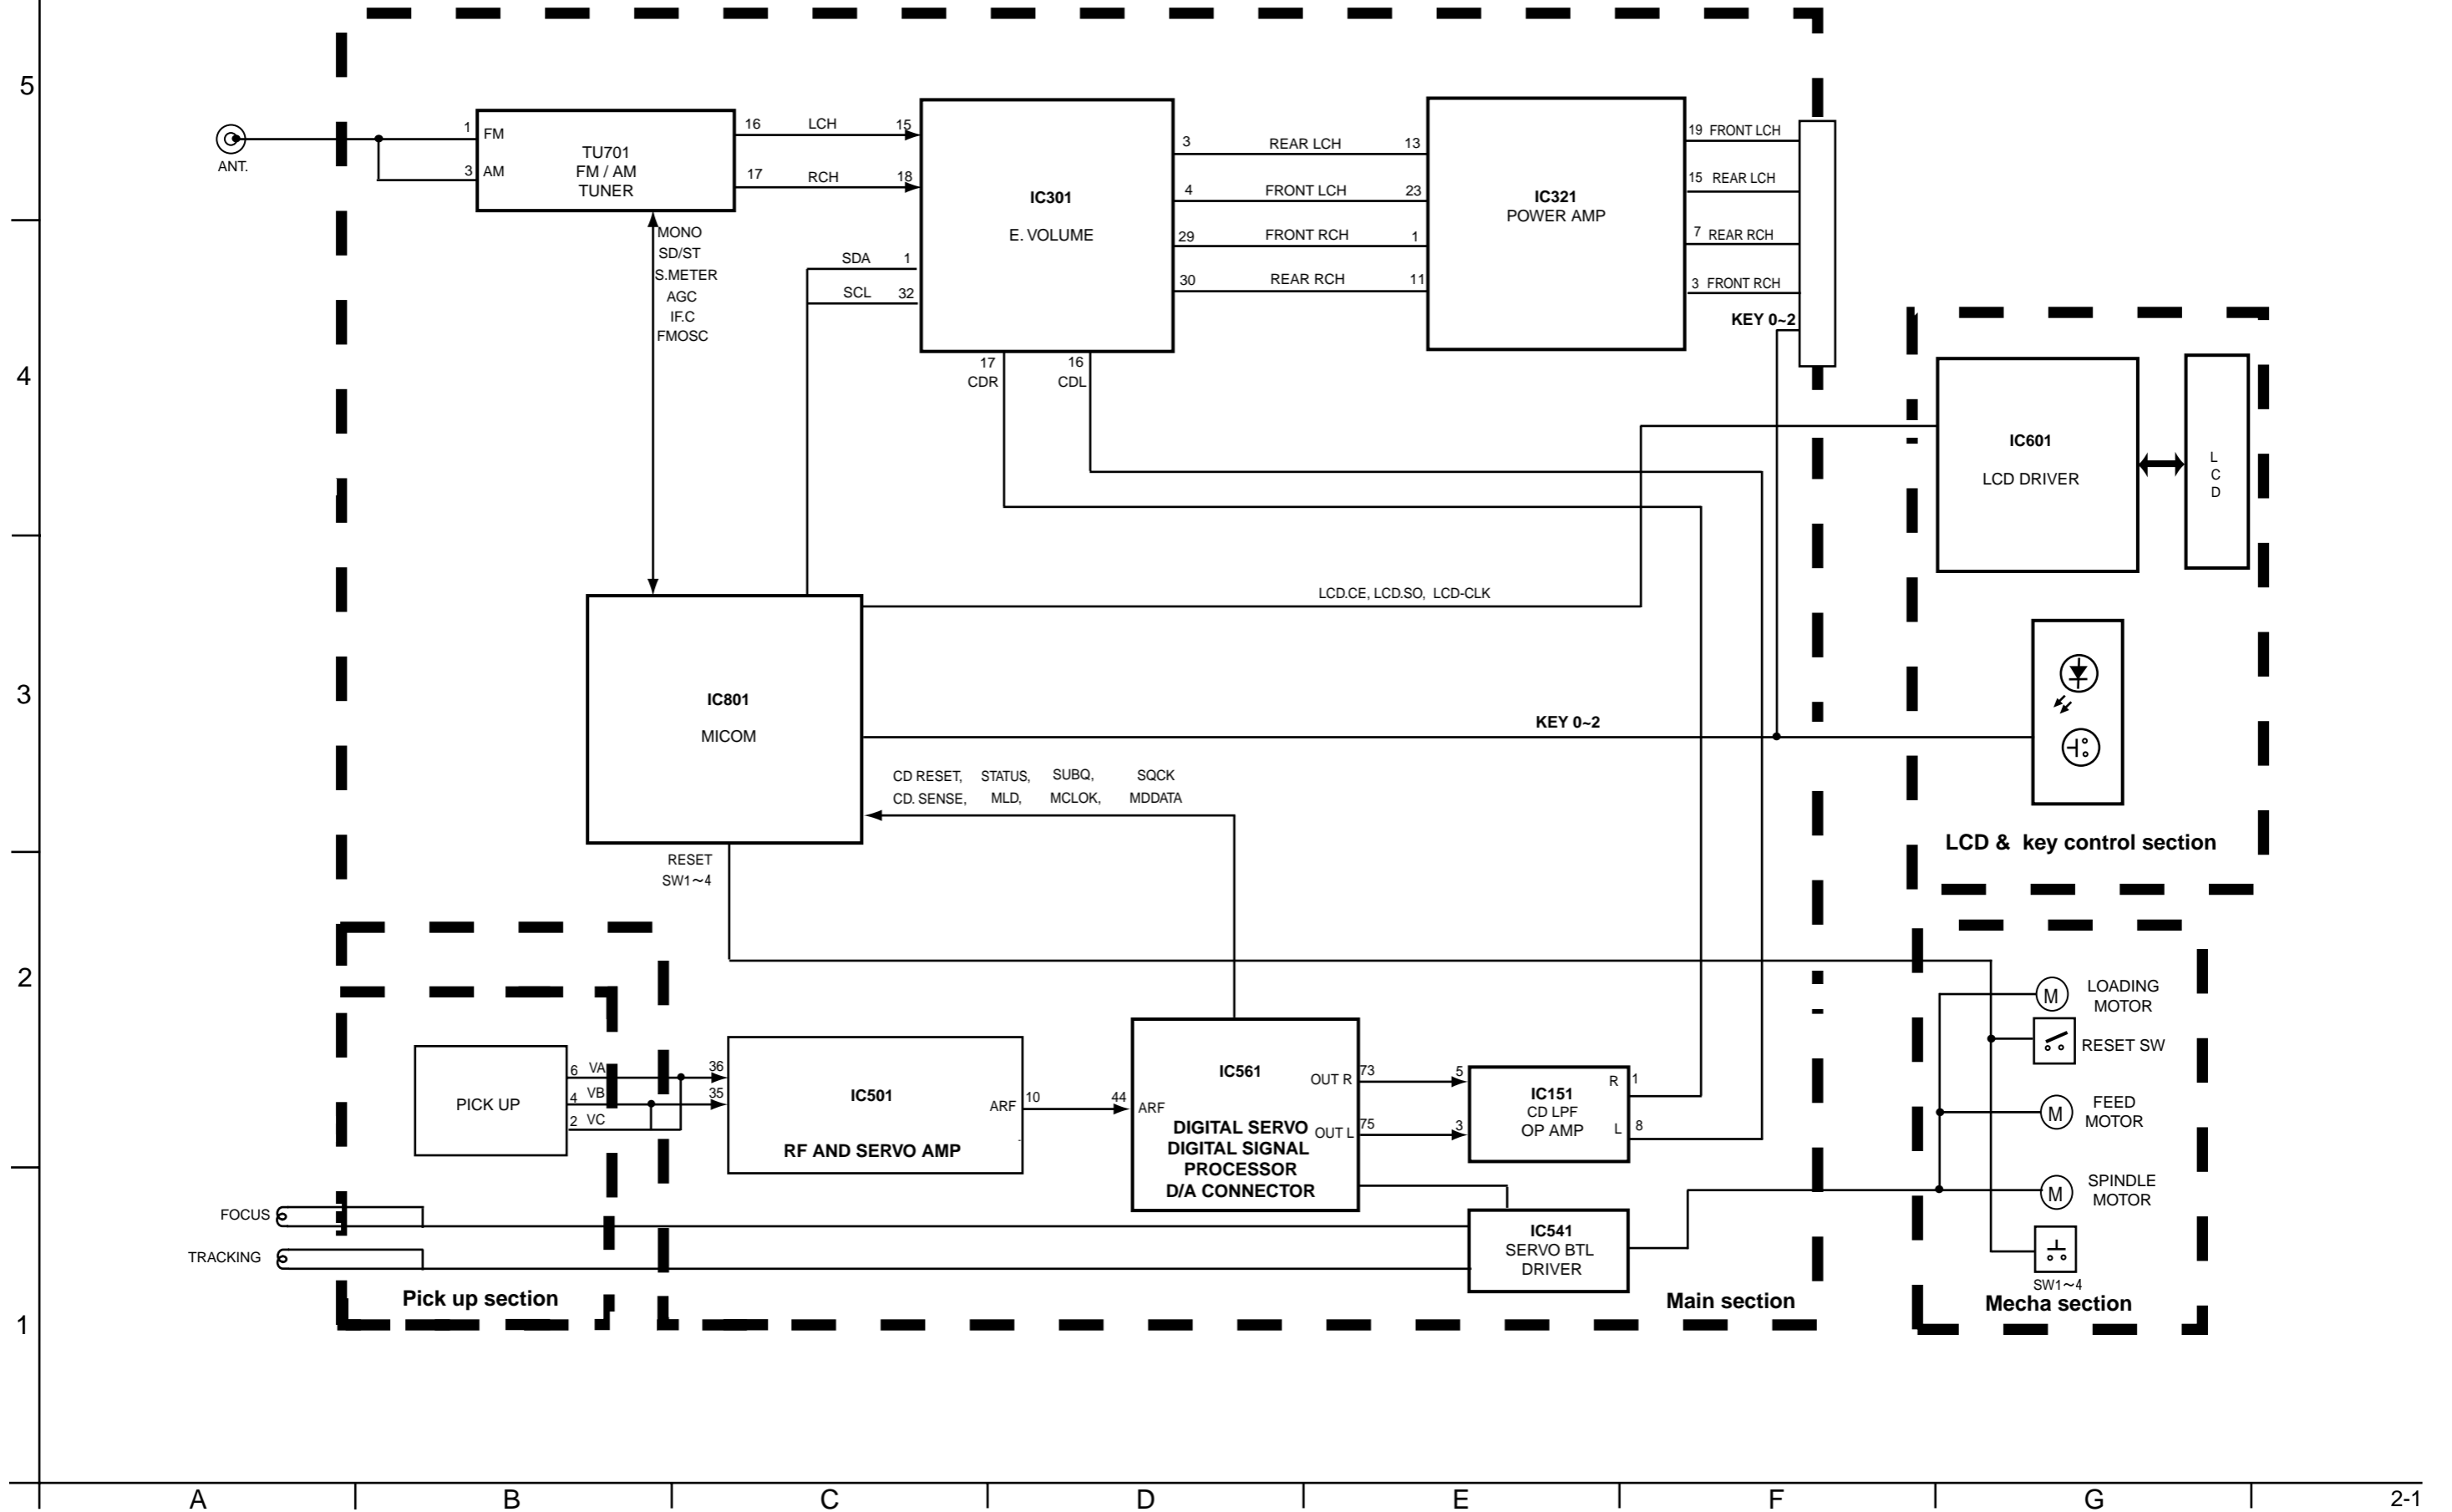 5
ANT.
1
FM
3
AM
TU701
FM / AM
TUNER
16 LCH 15
17 RCH 18
MONO
SD/ST
S.METER
AGC
IF.C
FMOSC
SDA 1
SCL 32
IC301
E. VOLUME
3 REAR LCH 13
4 FRONT LCH 23
29 FRONT RCH 1
30 REAR RCH 11
IC321
POWER AMP
19 FRONT LCH
15 REAR LCH
7 REAR RCH
3 FRONT RCH
KEY 0~2
4
17
CDR
16
CDL
IC601
LCD DRIVER
L
C
D
LCD.CE, LCD.SO, LCD-CLK
3
IC801
MICOM
KEY 0~2
CD RESET, STATUS, SUBQ, SQCK
CD. SENSE, MLD, MCLOK, MDDATA
LCD & key control section
RESET
SW1~4
2
M
LOADING
MOTOR
RESET SW
M
FEED
MOTOR
M
SPINDLE
MOTOR
SW1~4
Mecha section
PICK UP
6 VA
4 VB
2 VC
36
35
IC501
RF AND SERVO AMP
ARF
10
44
ARF
IC561
DIGITAL SERVO
DIGITAL SIGNAL
PROCESSOR
D/A CONNECTOR
OUT R
73
5
OUT L
75
3
IC151
CD LPF
OP AMP
R
1
L
8
FOCUS
TRACKING
IC541
SERVO BTL
DRIVER
Pick up section
Main section
1
A B C D E F G 2-1